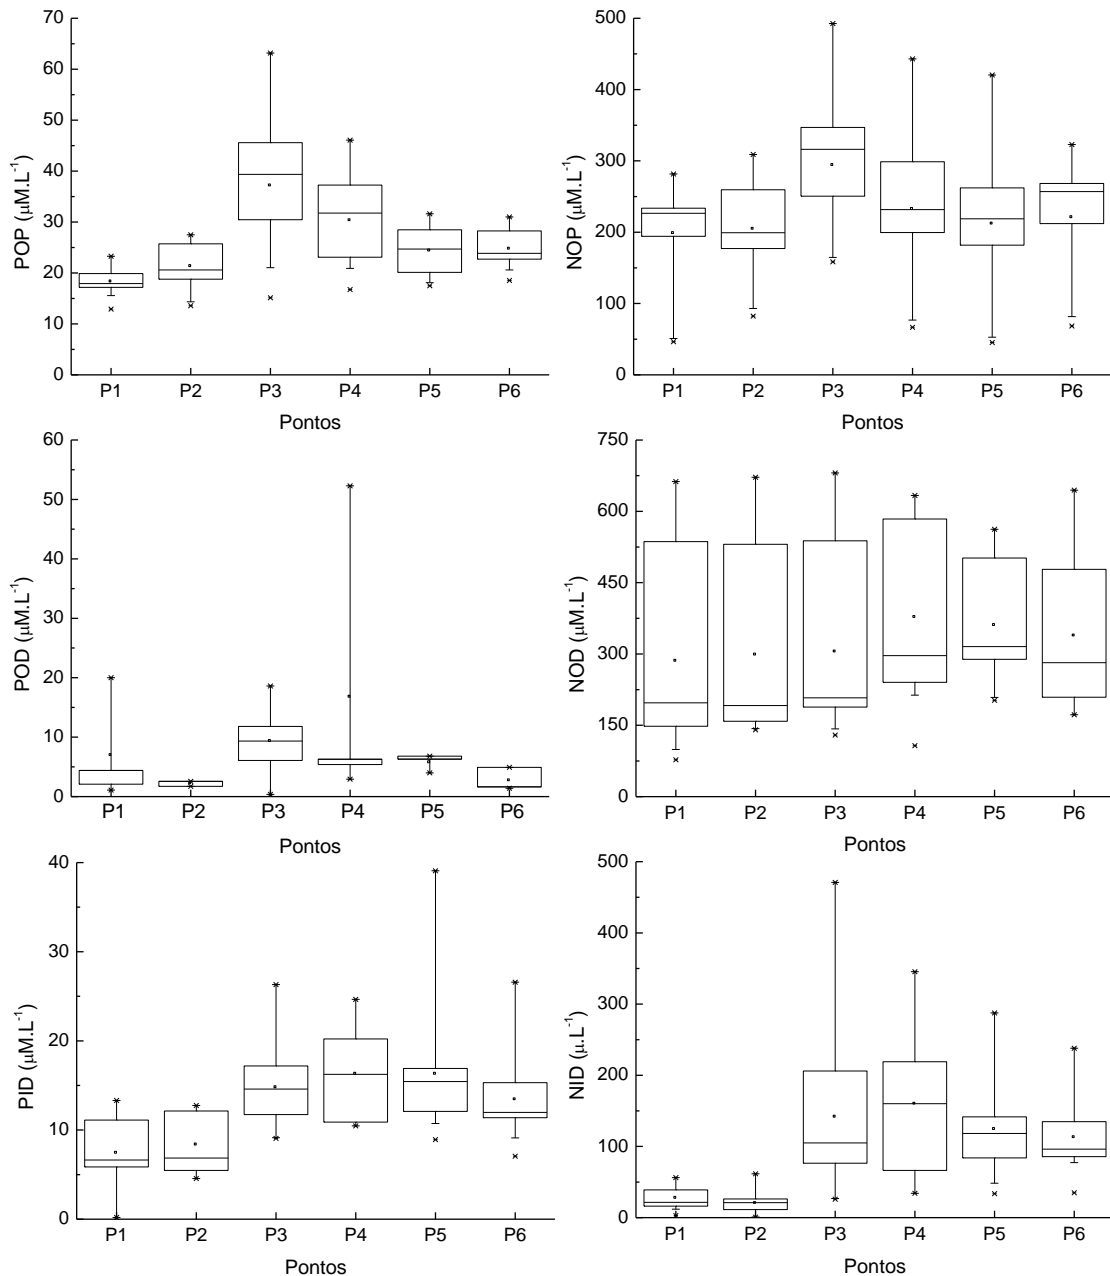 70
60
50
40
30
20
10
0
POP (µM.L⁻¹)
P1 P2 P3 P4 P5 P6
Pontos
500
400
300
200
100
0
NOP (µM.L⁻¹)
P1 P2 P3 P4 P5 P6
Pontos
60
50
40
30
20
10
0
POD (µM.L⁻¹)
P1 P2 P3 P4 P5 P6
Pontos
750
600
450
300
150
0
NOD (µM.L⁻¹)
P1 P2 P3 P4 P5 P6
Pontos
40
30
20
10
0
PID (µM.L⁻¹)
P1 P2 P3 P4 P5 P6
Pontos
500
400
300
200
100
0
NID (µ.L⁻¹)
P1 P2 P3 P4 P5 P6
Pontos